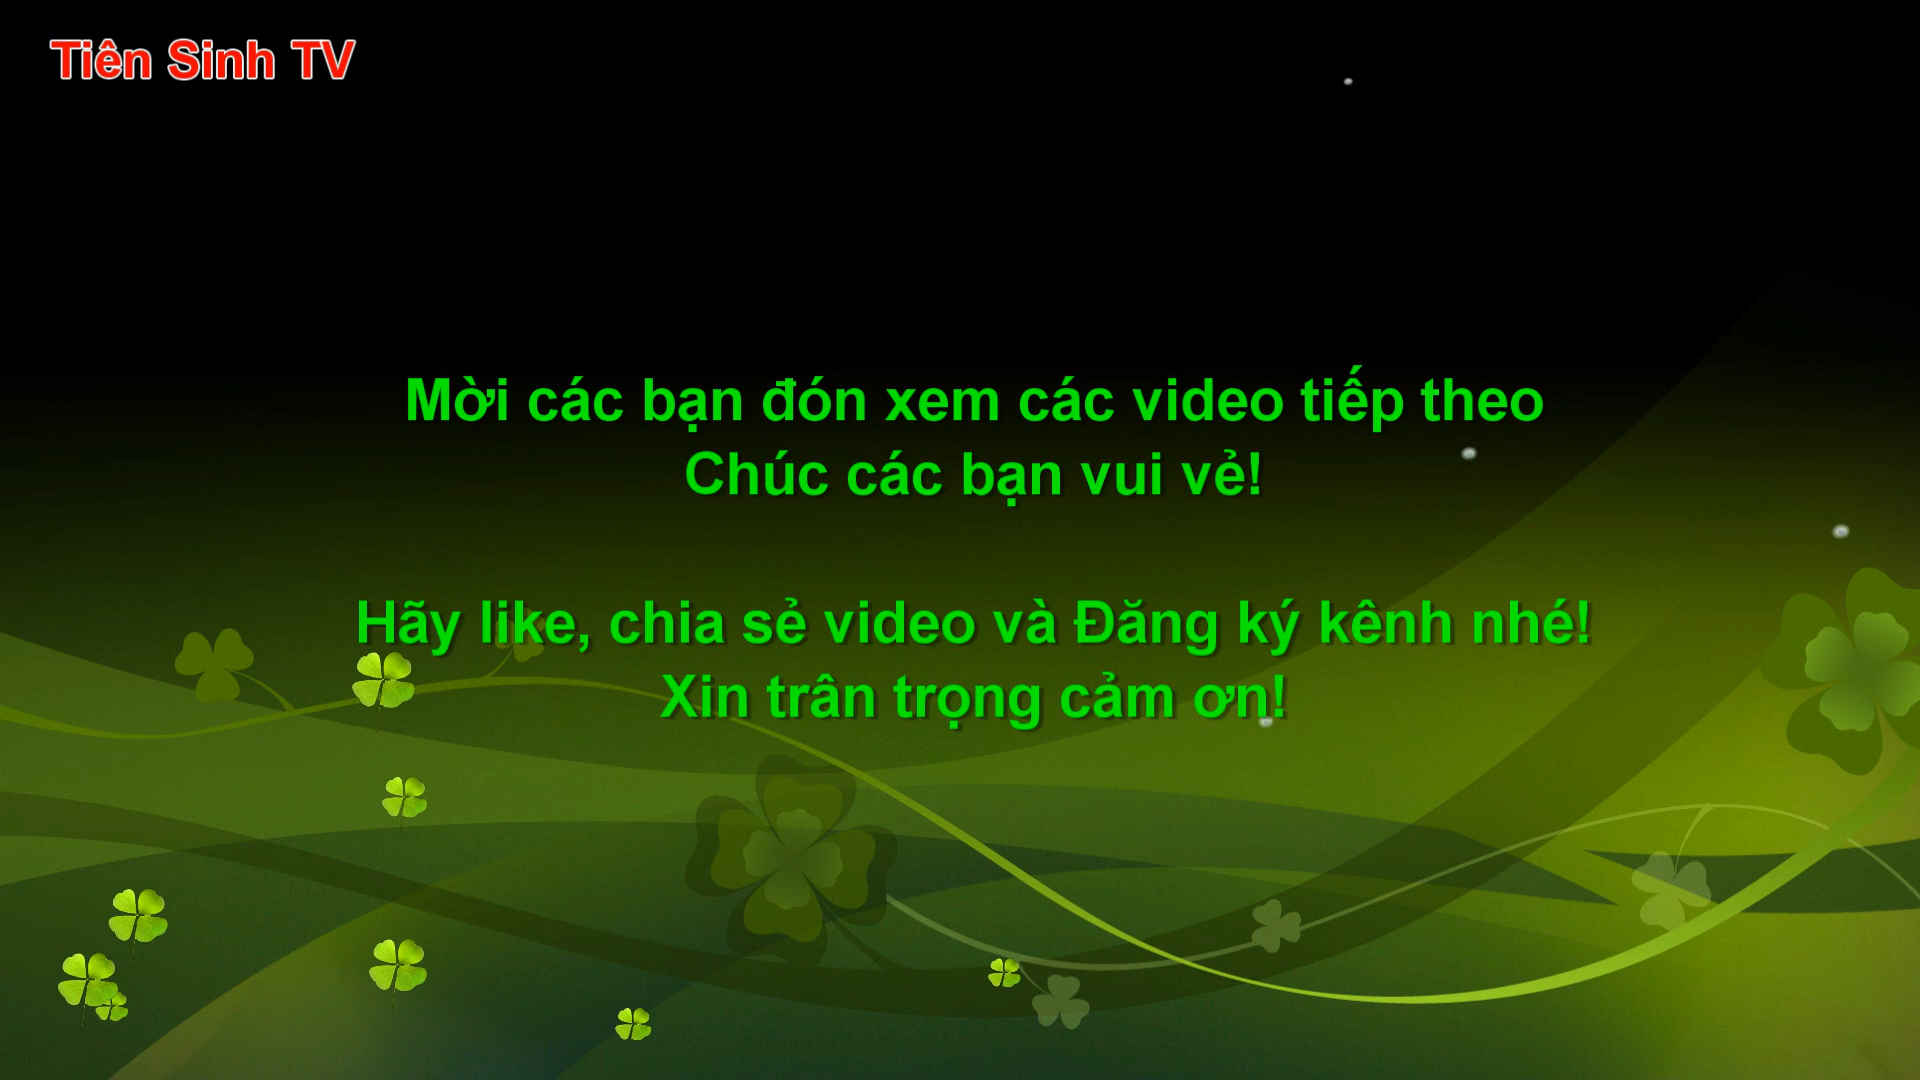 Tiên Sinh TV
Mời các bạn đón xem các video tiếp theo
Chúc các bạn vui vẻ!
Hãy like, chia sẻ video và Đăng ký kênh nhé!
Xin trân trọng cảm ơn!